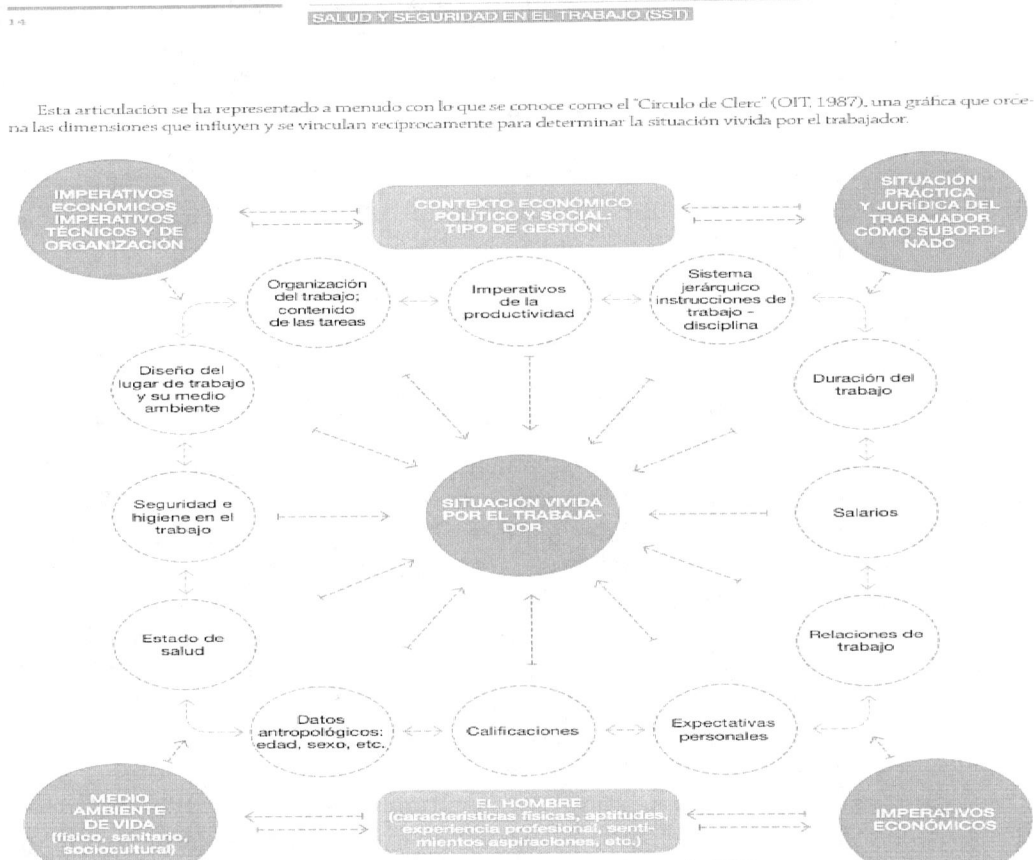 14
SALUD Y SEGURIDAD EN EL TRABAJO (SST)
Esta articulación se ha representado a menudo con lo que se conoce como el "Círculo de Clerc" (OIT, 1987), una gráfica que orde-
na las dimensiones que influyen y se vinculan recíprocamente para determinar la situación vivida por el trabajador.
IMPERATIVOS
ECONÓMICOS
IMPERATIVOS
TÉCNICOS Y DE
ORGANIZACIÓN
CONTEXTO ECONÓMICO
POLÍTICO Y SOCIAL:
TIPO DE GESTIÓN
SITUACIÓN
PRÁCTICA
Y JURÍDICA DEL
TRABAJADOR
COMO SUBORDI-
NADO
Organización
del trabajo;
contenido
de las tareas
Imperativos
de la
productividad
Sistema
jerárquico
instrucciones de
trabajo -
disciplina
Diseño del
lugar de trabajo
y su medio
ambiente
Duración del
trabajo
Seguridad e
higiene en el
trabajo
SITUACIÓN VIVIDA
POR EL TRABAJA-
DOR
Salarios
Estado de
salud
Relaciones de
trabajo
Datos
antropológicos:
edad, sexo, etc.
Calificaciones
Expectativas
personales
MEDIO
AMBIENTE
DE VIDA
(físico, sanitario,
sociocultural)
EL HOMBRE
(características físicas, aptitudes,
experiencia profesional, senti-
mientos aspiraciones, etc.)
IMPERATIVOS
ECONÓMICOS